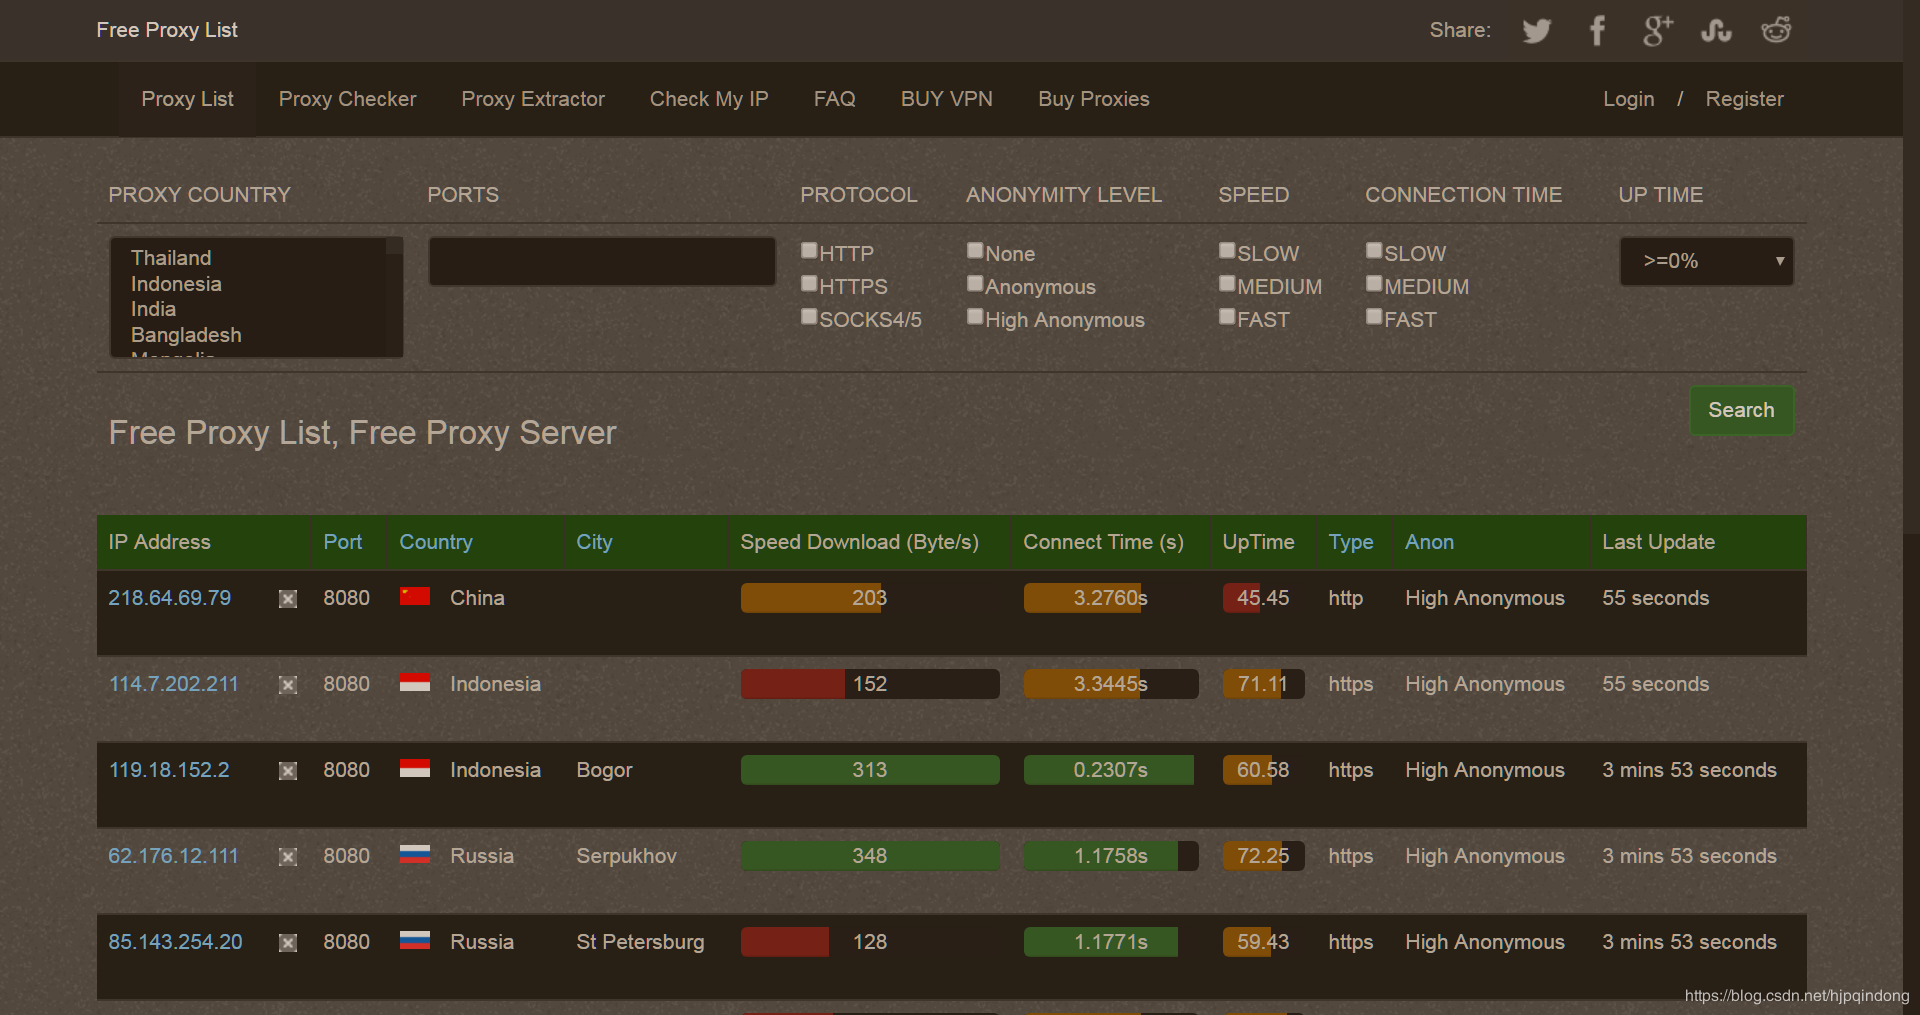 Free Proxy List
Share:
Proxy List Proxy Checker Proxy Extractor Check My IP FAQ BUY VPN Buy Proxies Login / Register
PROXY COUNTRY PORTS PROTOCOL ANONYMITY LEVEL SPEED CONNECTION TIME UP TIME
Thailand
Indonesia
India
Bangladesh
Mongolia
HTTP
HTTPS
SOCKS4/5
None
Anonymous
High Anonymous
SLOW
MEDIUM
FAST
SLOW
MEDIUM
FAST
>=0%
Search
Free Proxy List, Free Proxy Server
IP Address Port Country City Speed Download (Byte/s) Connect Time (s) UpTime Type Anon Last Update
218.64.69.79 8080 China 203 3.2760s 45.45 http High Anonymous 55 seconds
114.7.202.211 8080 Indonesia 152 3.3445s 71.11 https High Anonymous 55 seconds
119.18.152.2 8080 Indonesia Bogor 313 0.2307s 60.58 https High Anonymous 3 mins 53 seconds
62.176.12.111 8080 Russia Serpukhov 348 1.1758s 72.25 https High Anonymous 3 mins 53 seconds
85.143.254.20 8080 Russia St Petersburg 128 1.1771s 59.43 https High Anonymous 3 mins 53 seconds
https://blog.csdn.net/hjpqindong